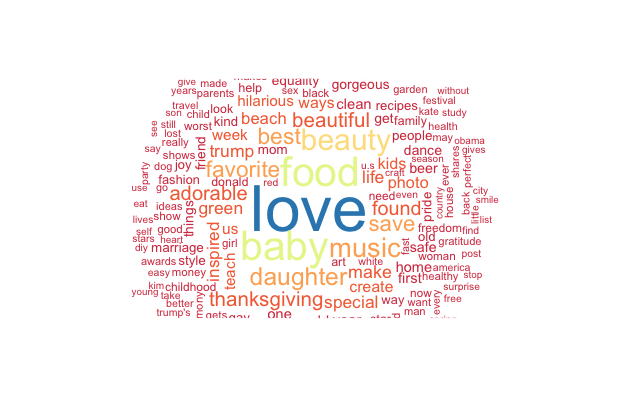 give made makes equality gorgeous
years parents help sex black garden without
hilarious ways clean recipes festival
travel look beach beautiful get family kate study
son child kind
see still worst week best beauty people may health
lost
say really friend trump mom dance obama
shows favorite food u.s kids beer season shares gives
party dog joy life craft ever perfect
fashion donald red photo
use go adorable love need even pride country house back city
eat ideas things green found smile
lives show us save freedom little list
self good inspired girl baby music fast old find
stars heart safe gratitude
diy marriage teach art white woman post
awards style daughter make home america
easy money first healthy stop
kim childhood create surprise
young take thanksgiving special way now every free
better mony want
trump's gets one man